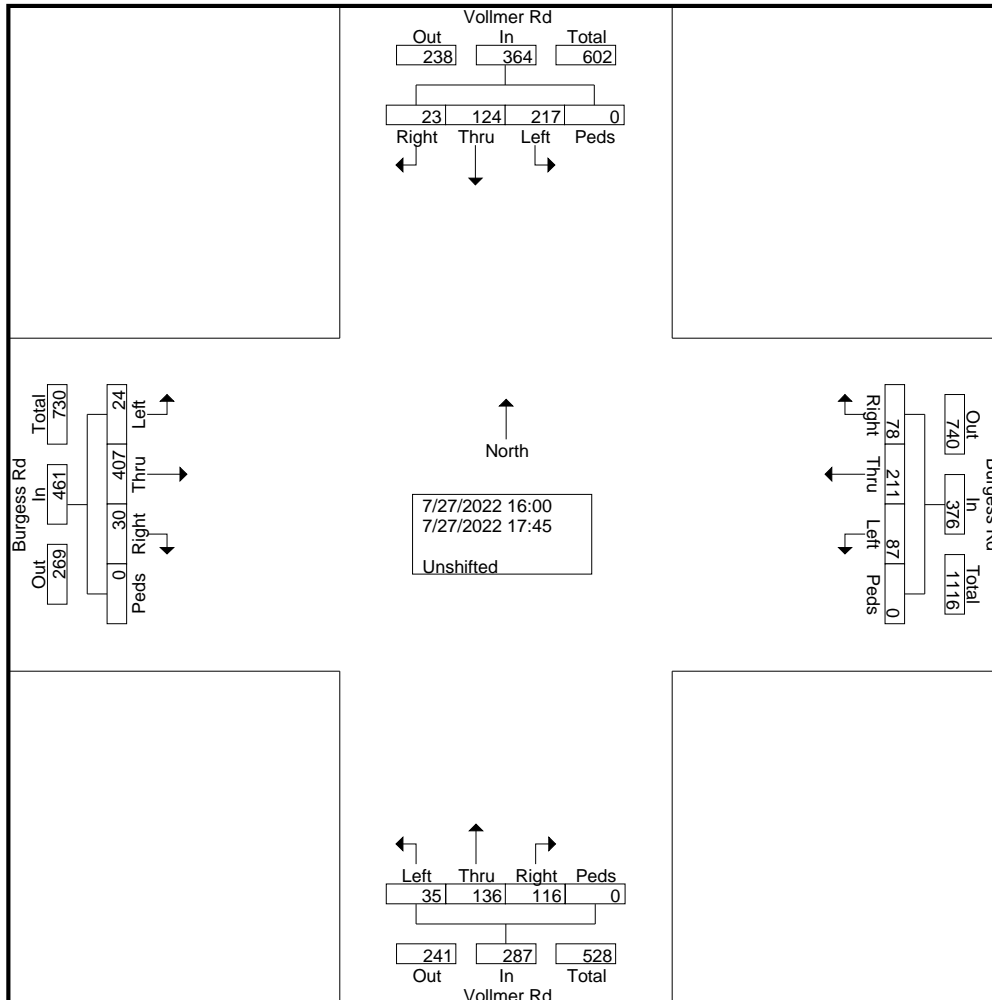 Vollmer Rd
Out In Total
238 364 602
23 124 217 0
Right Thru Left Peds
Burgess Rd
Total In Out
730 461 269
24 407 30 0
Left Thru Right Peds
North
7/27/2022 16:00
7/27/2022 17:45
Unshifted
Right Thru Left Peds
78 211 87 0
Out In Total
740 376 1116
Burgess Rd
Left Thru Right Peds
35 136 116 0
241 287 528
Out In Total
Vollmer Rd